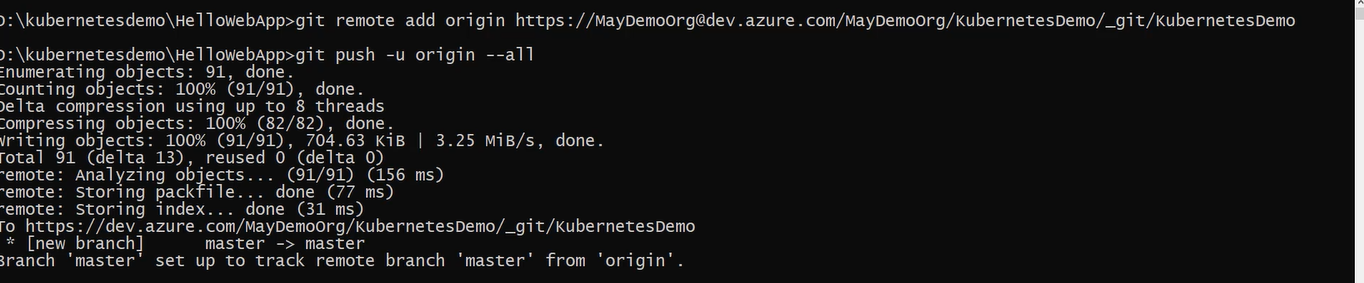 D:\kubernetesdemo\HelloWebApp>git remote add origin https://MayDemoOrg@dev.azure.com/MayDemoOrg/KubernetesDemo/_git/KubernetesDemo
D:\kubernetesdemo\HelloWebApp>git push -u origin --all
Enumerating objects: 91, done.
Counting objects: 100% (91/91), done.
Delta compression using up to 8 threads
Compressing objects: 100% (82/82), done.
Writing objects: 100% (91/91), 704.63 KiB | 3.25 MiB/s, done.
Total 91 (delta 13), reused 0 (delta 0)
remote: Analyzing objects... (91/91) (156 ms)
remote: Storing packfile... done (77 ms)
remote: Storing index... done (31 ms)
To https://dev.azure.com/MayDemoOrg/KubernetesDemo/_git/KubernetesDemo
 * [new branch]      master -> master
Branch 'master' set up to track remote branch 'master' from 'origin'.